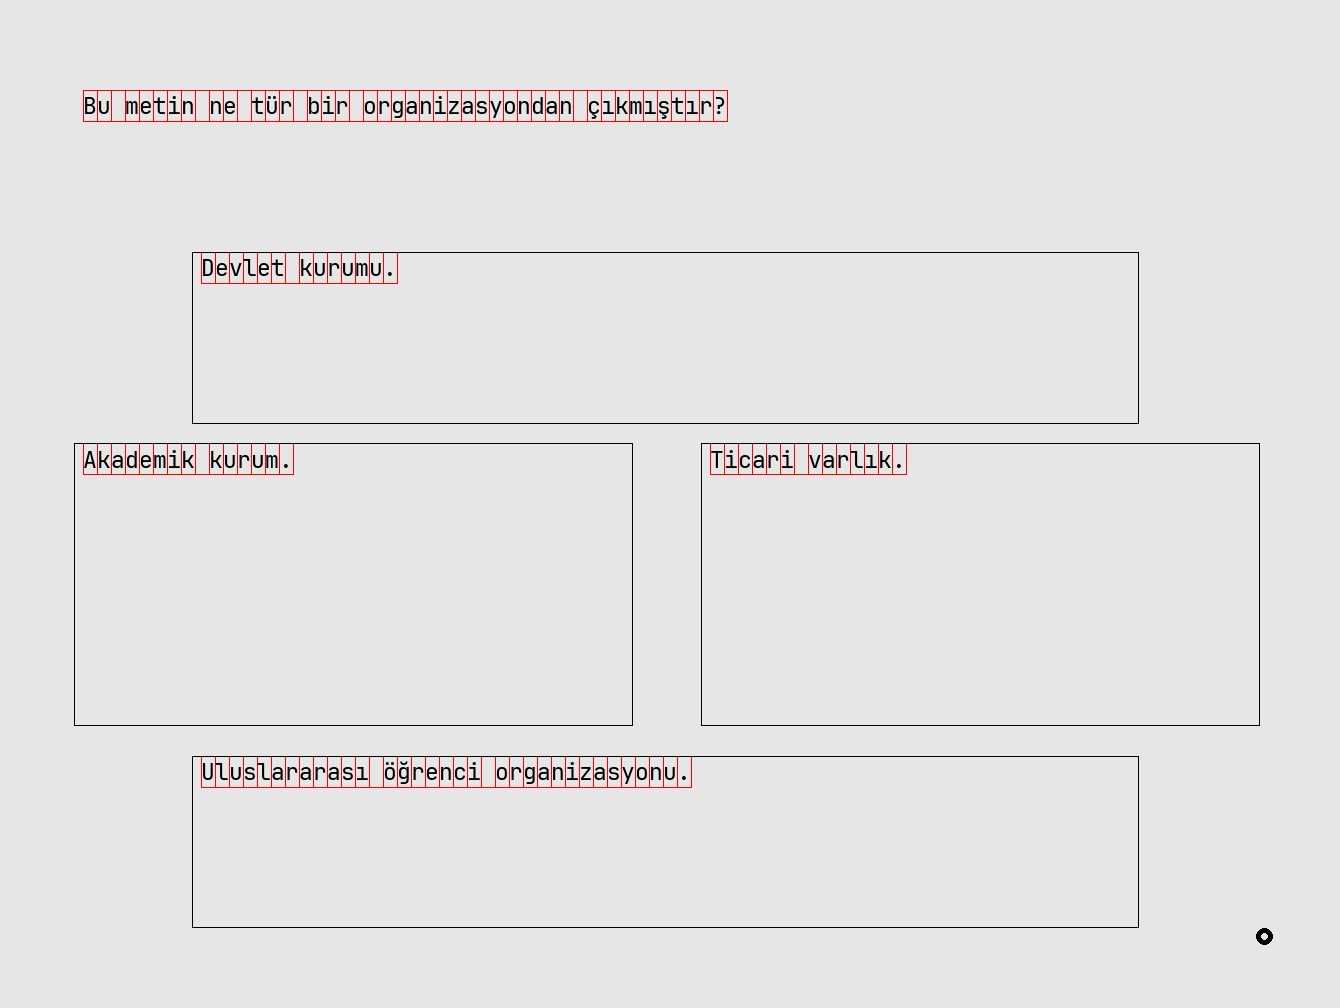 Bu metin ne tür bir organizasyondan çıkmıştır?
Devlet kurumu.
Akademik kurum.
Ticari varlık.
Uluslararası öğrenci organizasyonu.